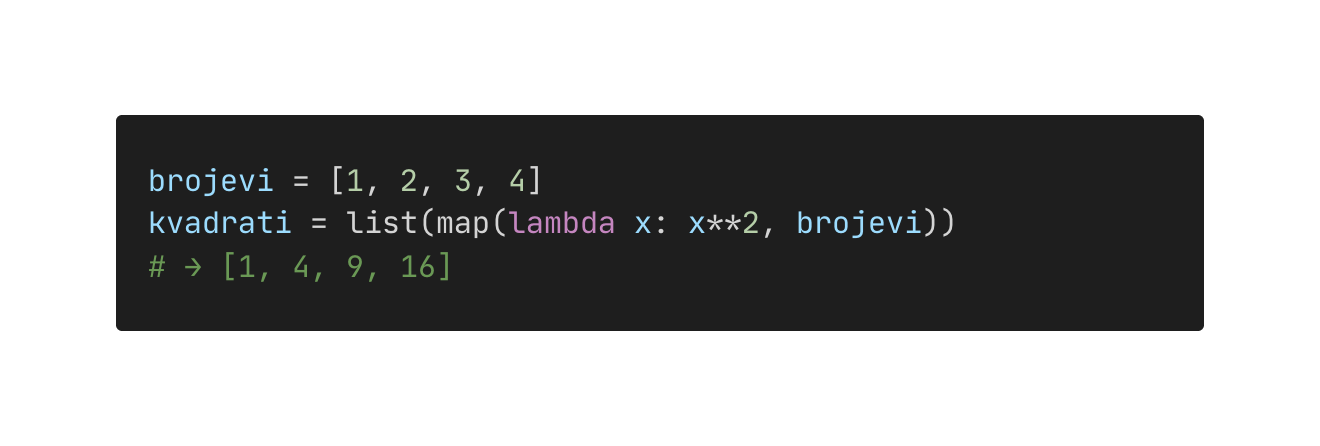 brojevi = [1, 2, 3, 4]
kvadrati = list(map(lambda x: x**2, brojevi))
# → [1, 4, 9, 16]